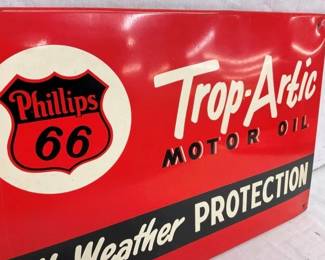 Phillips
66
Trop-Artic
MOTOR OIL
Weather PROTECTION